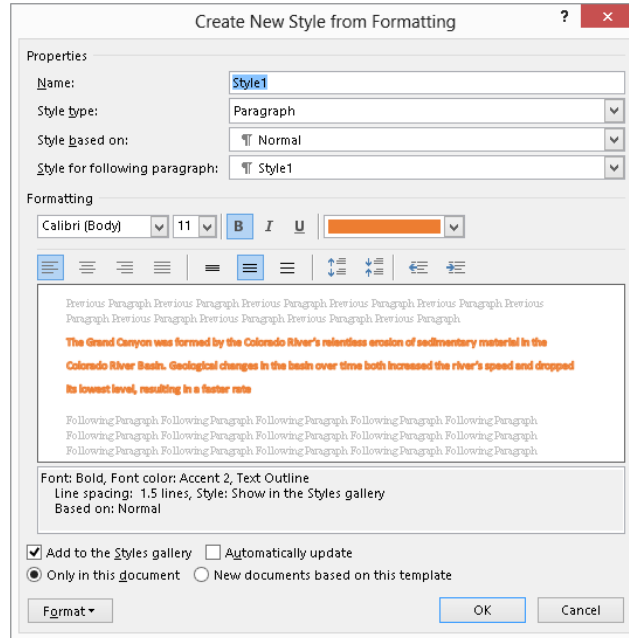 Create New Style from Formatting ? ×
Properties
Name: Style1
Style type: Paragraph
Style based on: ¶ Normal
Style for following paragraph: ¶ Style1
Formatting
Calibri (Body) 11 B I U
Previous Paragraph Previous Paragraph Previous Paragraph Previous Paragraph Previous Paragraph Previous
Paragraph Previous Paragraph Previous Paragraph Previous Paragraph Previous Paragraph
The Grand Canyon was formed by the Colorado River's relentless erosion of sedimentary material in the
Colorado River Basin. Geological changes in the basin over time both increased the river's speed and dropped
its lowest level, resulting in a faster rate
Following Paragraph Following Paragraph Following Paragraph Following Paragraph Following Paragraph
Following Paragraph Following Paragraph Following Paragraph Following Paragraph Following Paragraph
Following Paragraph Following Paragraph Following Paragraph Following Paragraph Following Paragraph
Font: Bold, Font color: Accent 2, Text Outline
Line spacing: 1.5 lines, Style: Show in the Styles gallery
Based on: Normal
Add to the Styles gallery Automatically update
Only in this document New documents based on this template
Format OK Cancel